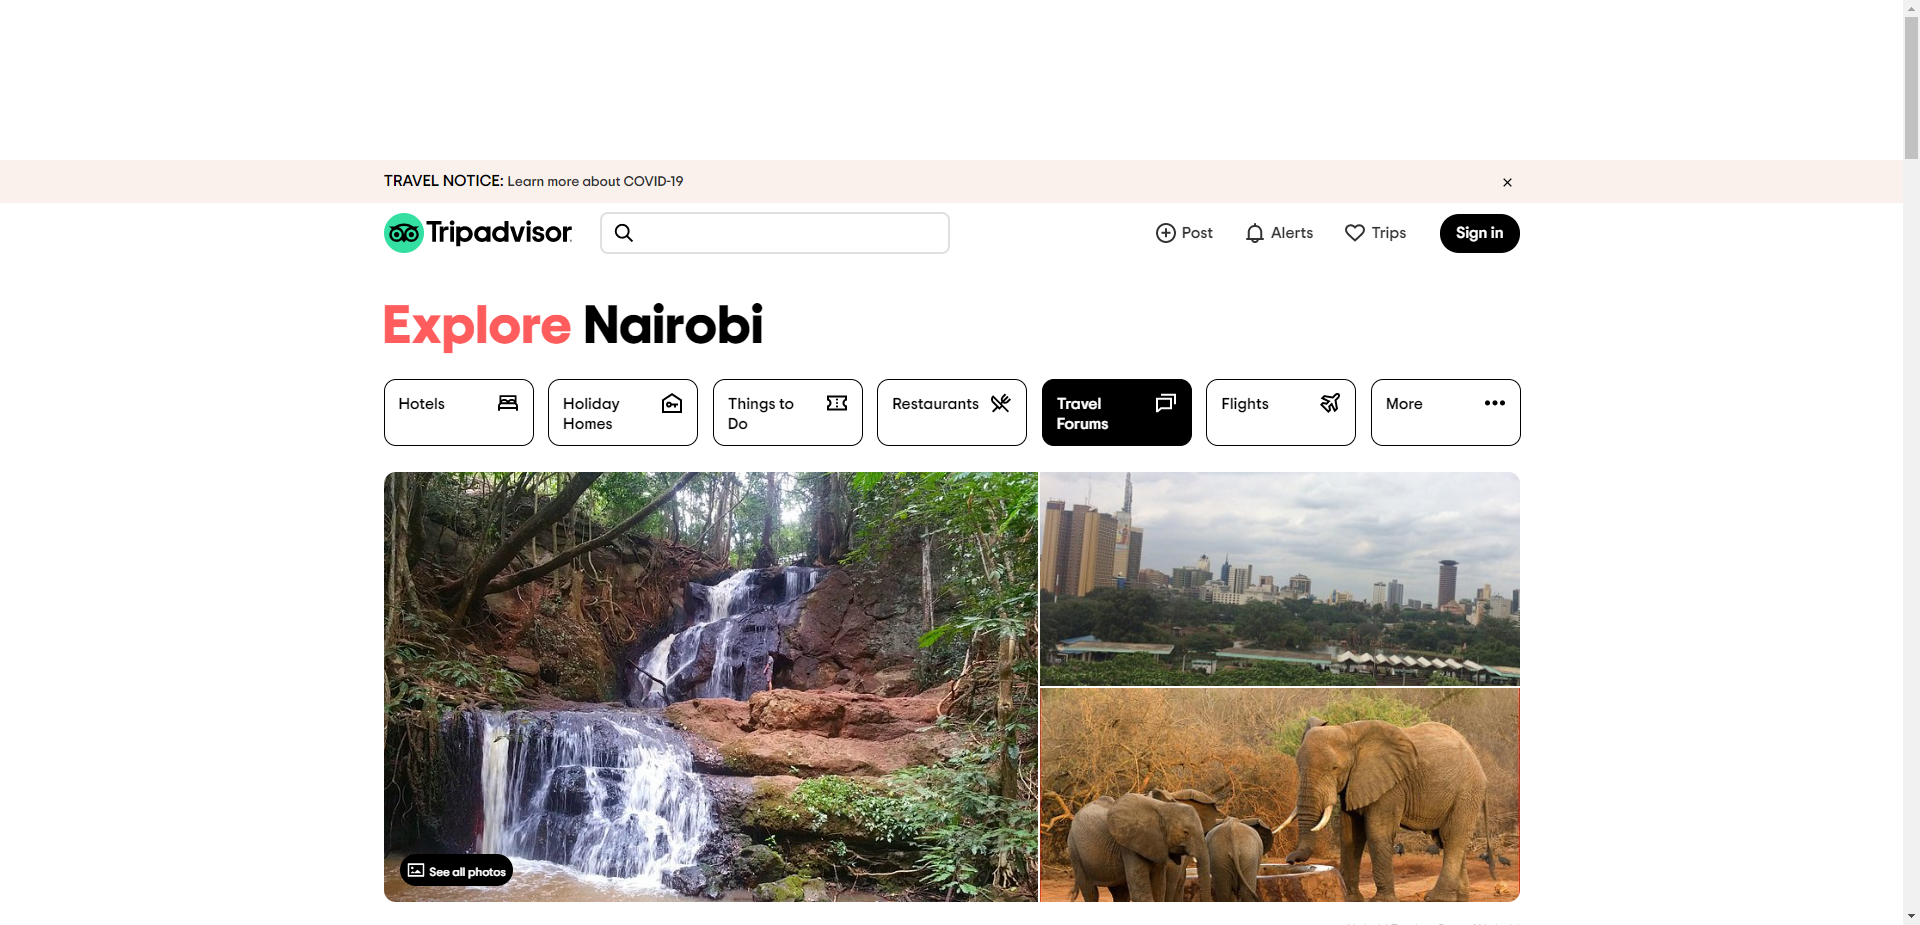 TRAVEL NOTICE: Learn more about COVID-19
Tripadvisor
Post
Alerts
Trips
Sign in
Explore Nairobi
Hotels
Holiday
Homes
Things to
Do
Restaurants
Travel
Forums
Flights
More
See all photos